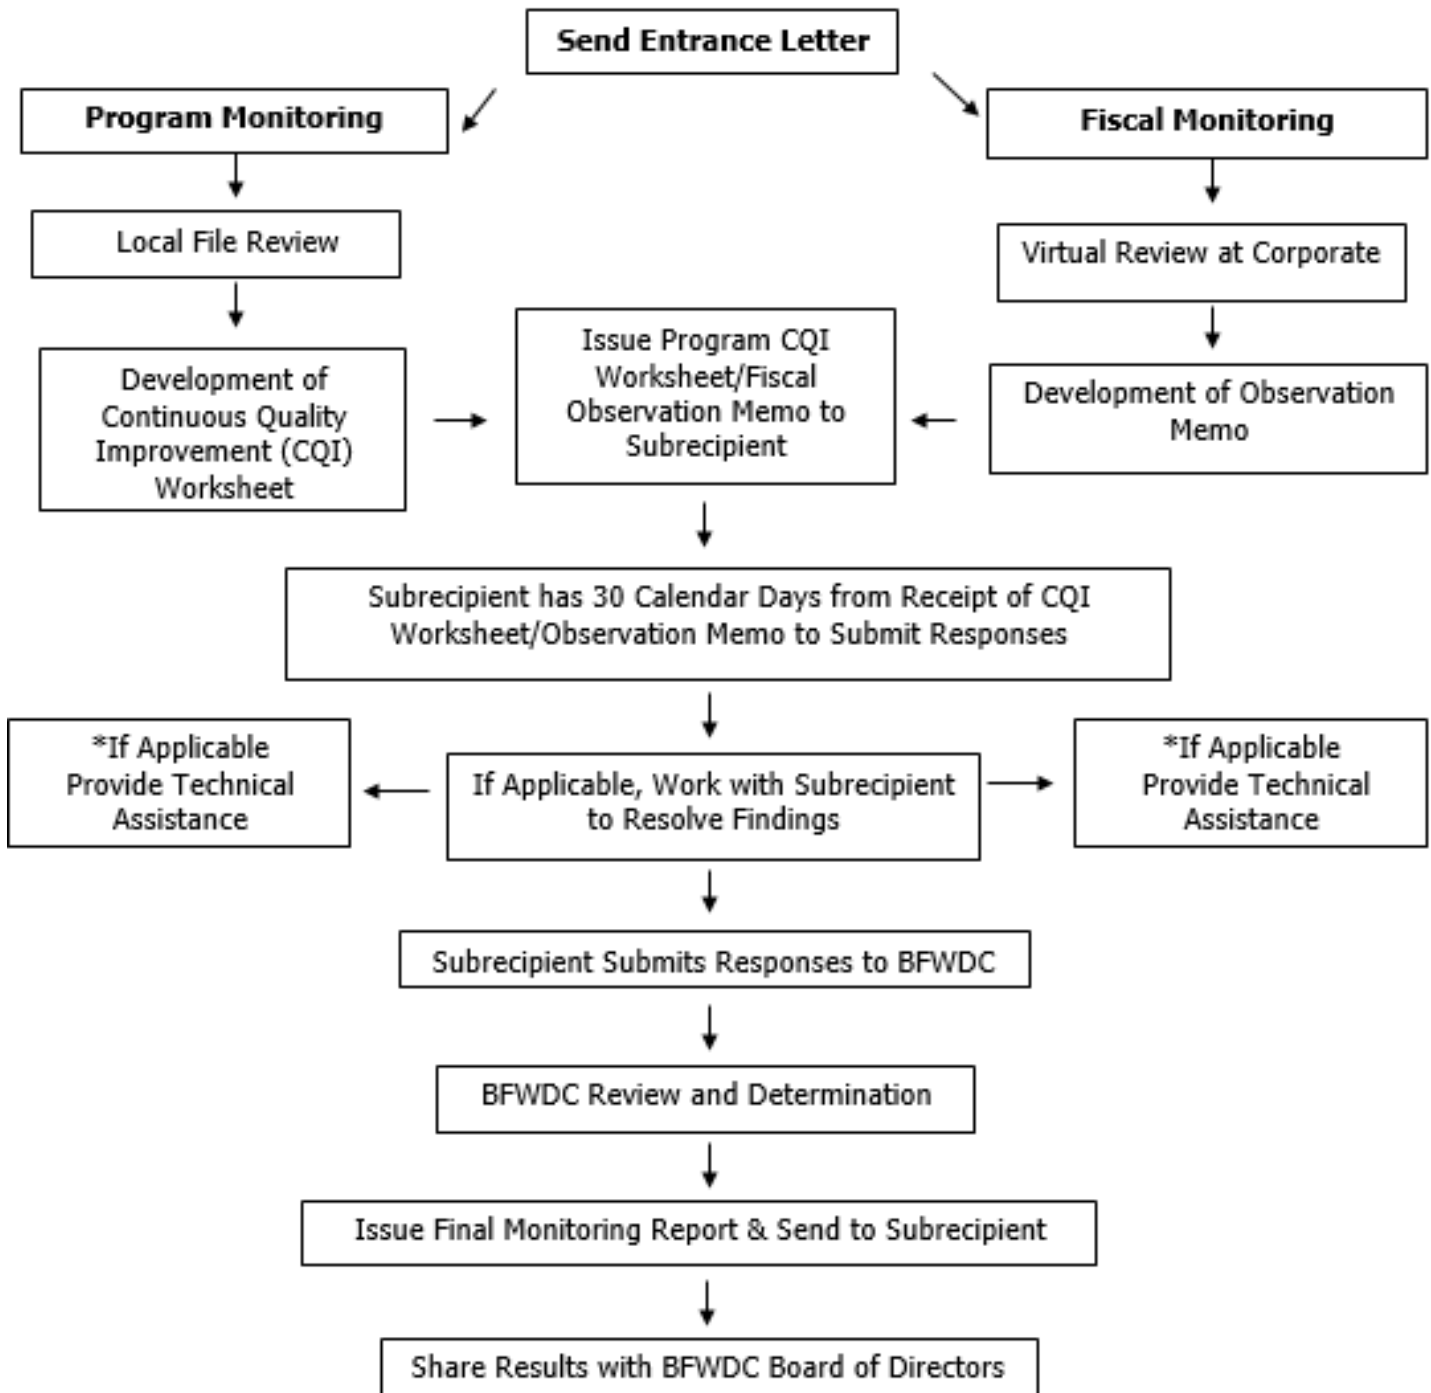 Send Entrance Letter
Program Monitoring
Fiscal Monitoring
Local File Review
Virtual Review at Corporate
Development of
Continuous Quality
Improvement (CQI)
Worksheet
Issue Program CQI
Worksheet/Fiscal
Observation Memo to
Subrecipient
Development of Observation
Memo
Subrecipient has 30 Calendar Days from Receipt of CQI
Worksheet/Observation Memo to Submit Responses
*If Applicable
Provide Technical
Assistance
If Applicable, Work with Subrecipient
to Resolve Findings
*If Applicable
Provide Technical
Assistance
Subrecipient Submits Responses to BFWDC
BFWDC Review and Determination
Issue Final Monitoring Report & Send to Subrecipient
Share Results with BFWDC Board of Directors